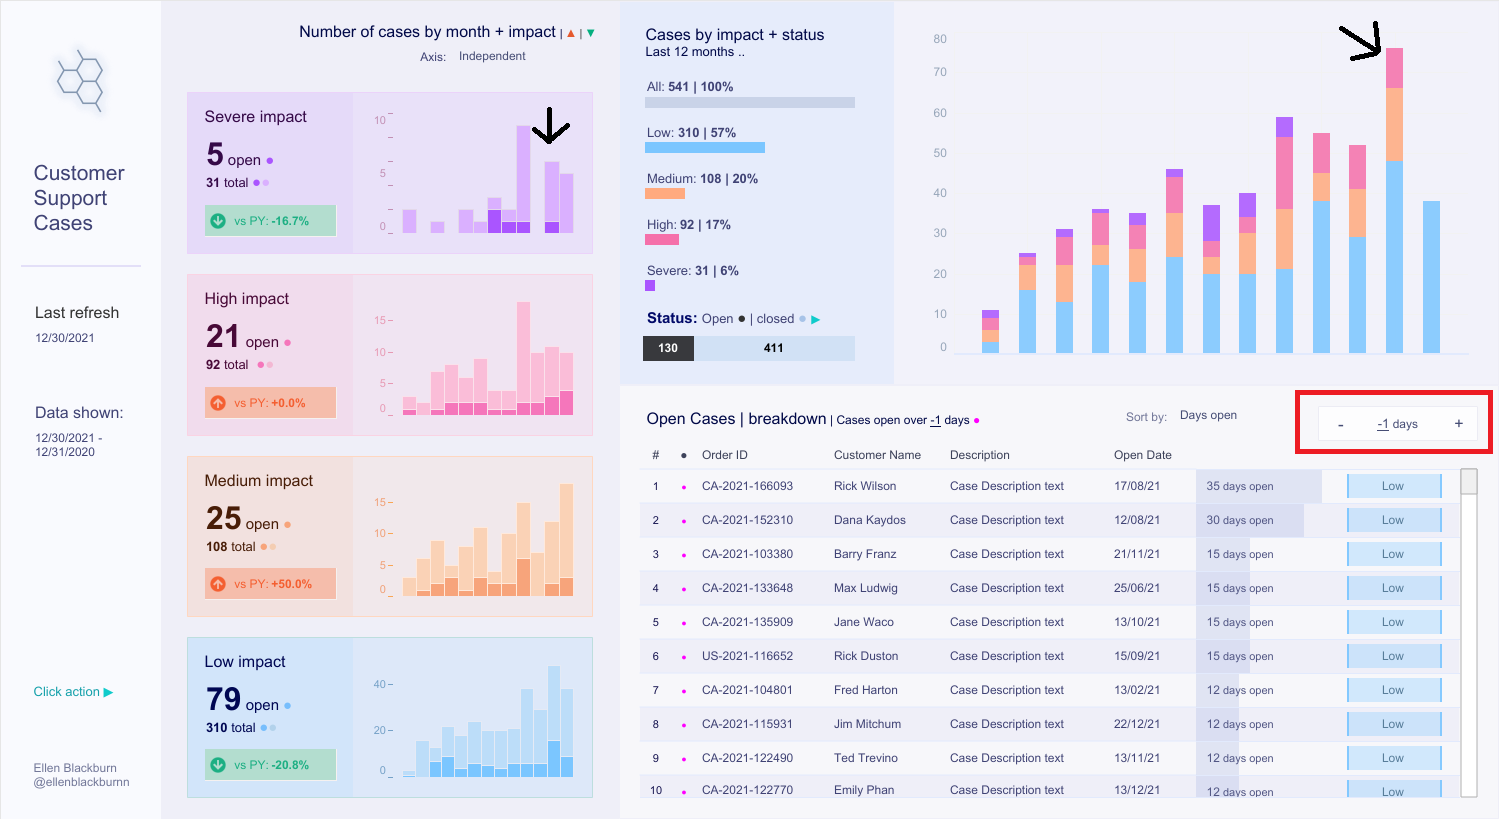 Customer
Support
Cases
Last refresh
12/30/2021
Data shown:
12/30/2021 -
12/31/2020
Click action ▶
Ellen Blackburn
@ellenblackburnn
Number of cases by month + impact | ▲ | ▼
Axis: Independent
Severe impact
5 open ●
31 total ●●
vs PY: -16.7%
10
5
0
High impact
21 open ●
92 total ●●
vs PY: +0.0%
15
10
5
0
Medium impact
25 open ●
108 total ●●
vs PY: +50.0%
15
10
5
0
Low impact
79 open ●
310 total ●●
vs PY: -20.8%
40
20
0
Cases by impact + status
Last 12 months ..
All: 541 | 100%
Low: 310 | 57%
Medium: 108 | 20%
High: 92 | 17%
Severe: 31 | 6%
Status: Open ● | closed ● ▶
130 411
80
70
60
50
40
30
20
10
0
Open Cases | breakdown | Cases open over -1 days ●
Sort by: Days open
- -1 days +
# ● Order ID Customer Name Description Open Date
1 ● CA-2021-166093 Rick Wilson Case Description text 17/08/21 35 days open Low
2 ● CA-2021-152310 Dana Kaydos Case Description text 12/08/21 30 days open Low
3 ● CA-2021-103380 Barry Franz Case Description text 21/11/21 15 days open Low
4 ● CA-2021-133648 Max Ludwig Case Description text 25/06/21 15 days open Low
5 ● CA-2021-135909 Jane Waco Case Description text 13/10/21 15 days open Low
6 ● US-2021-116652 Rick Duston Case Description text 15/09/21 15 days open Low
7 ● CA-2021-104801 Fred Harton Case Description text 13/02/21 12 days open Low
8 ● CA-2021-115931 Jim Mitchum Case Description text 22/12/21 12 days open Low
9 ● CA-2021-122490 Ted Trevino Case Description text 13/11/21 12 days open Low
10 ● CA-2021-122770 Emily Phan Case Description text 13/12/21 12 days open Low